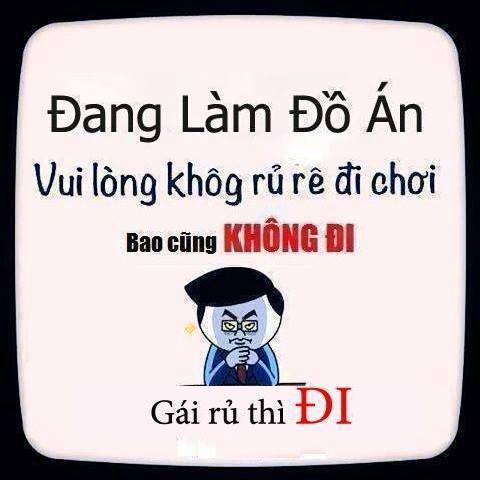 Đang Làm Đồ Án
Vui lòng khôg rủ rê đi chơi
Bao cũng KHÔNG ĐI
Gái rủ thì ĐI